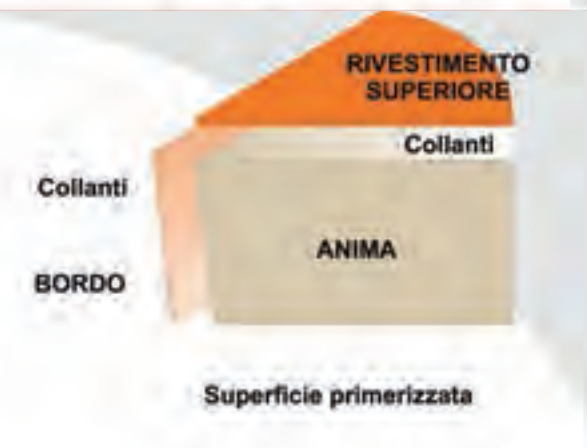 RIVESTIMENTO
SUPERIORE
Collanti
Collanti
ANIMA
BORDO
Superficie primerizzata